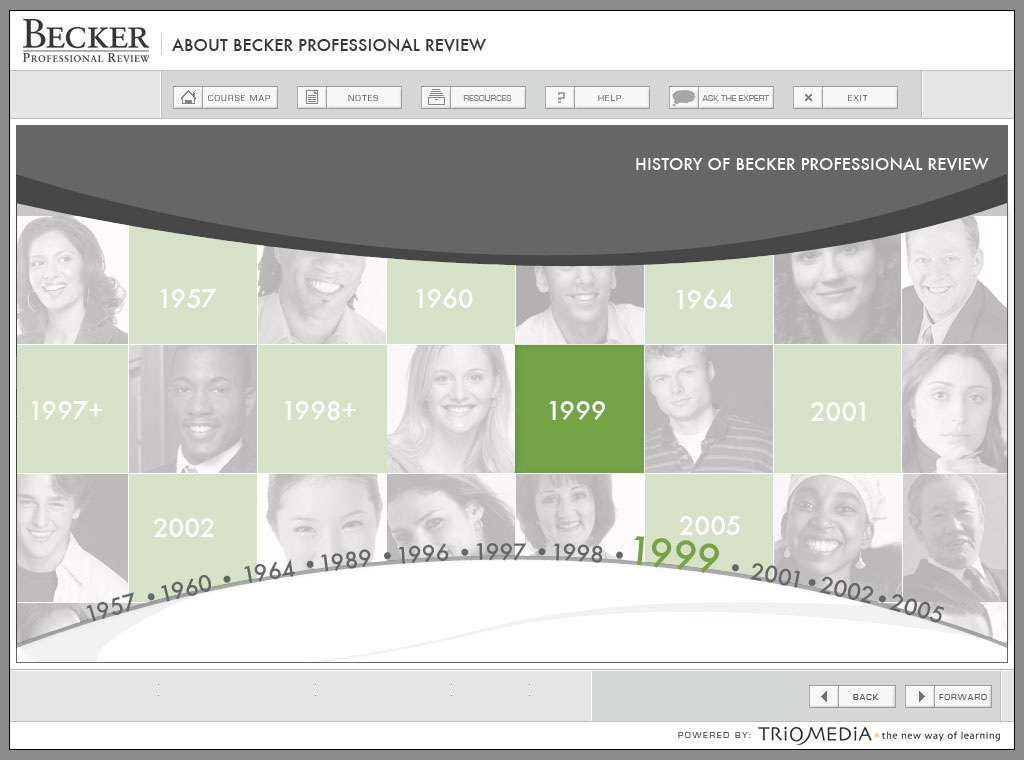 BECKER
PROFESSIONAL REVIEW
ABOUT BECKER PROFESSIONAL REVIEW
COURSE MAP
NOTES
RESOURCES
HELP
ASK THE EXPERT
EXIT
HISTORY OF BECKER PROFESSIONAL REVIEW
1957
1960
1964
1997+
1998+
1999
2001
2002
2005
1957 • 1960 • 1964 • 1989 • 1996 • 1997 • 1998 • 1999 • 2001 • 2002 • 2005
BACK
FORWARD
POWERED BY: TRIOMEDIA • the new way of learning